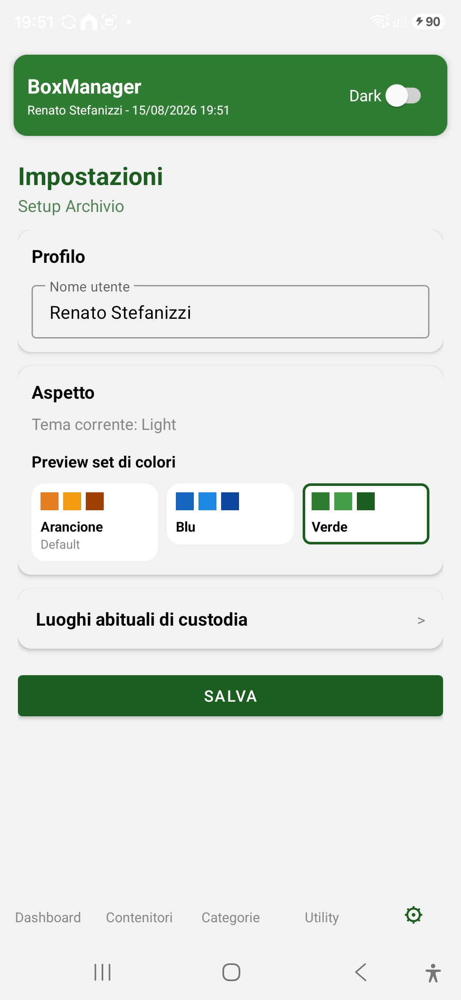 19:51
90
BoxManager
Renato Stefanizzi - 15/08/2026 19:51
Dark
Impostazioni
Setup Archivio
Profilo
Nome utente
Renato Stefanizzi
Aspetto
Tema corrente: Light
Preview set di colori
Arancione
Default
Blu
Verde
Luoghi abituali di custodia
>
SALVA
Dashboard
Contenitori
Categorie
Utility